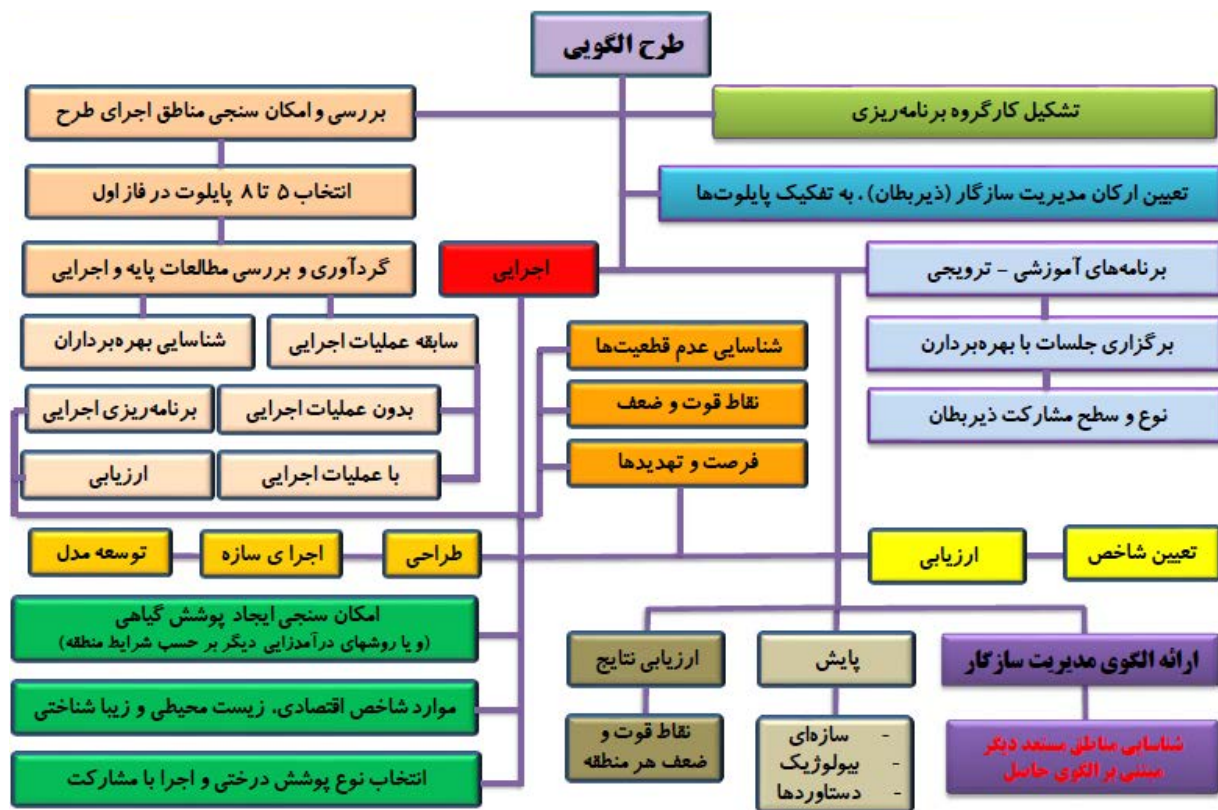 طرح الگویی
تشکیل کارگروه برنامه‌ریزی
بررسی و امکان سنجی مناطق اجرای طرح
انتخاب ۵ تا ۸ پایلوت در فاز اول
تعیین ارکان مدیریت سازگار (ذیربطان)، به تفکیک پایلوت‌ها
گردآوری و بررسی مطالعات پایه و اجرایی
اجرایی
برنامه‌های آموزشی - ترویجی
برگزاری جلسات با بهره‌بردارن
نوع و سطح مشارکت ذیربطان
سابقه عملیات اجرایی
شناسایی بهره‌برداران
بدون عملیات اجرایی
برنامه‌ریزی اجرایی
با عملیات اجرایی
ارزیابی
شناسایی عدم قطعیت‌ها
نقاط قوت و ضعف
فرصت و تهدیدها
تعیین شاخص
ارزیابی
طراحی
اجرا ی سازه
توسعه مدل
امکان سنجی ایجاد پوشش گیاهی
(و یا روشهای درآمدزایی دیگر بر حسب شرایط منطقه)
موارد شاخص اقتصادی، زیست محیطی و زیبا شناختی
انتخاب نوع پوشش درختی و اجرا با مشارکت
ارائه الگوی مدیریت سازگار
شناسایی مناطق مستعد دیگر
مبتنی بر الگوی حاصل
پایش
- سازه‌ای
- بیولوژیک
- دستاوردها
ارزیابی نتایج
نقاط قوت و
ضعف هر منطقه